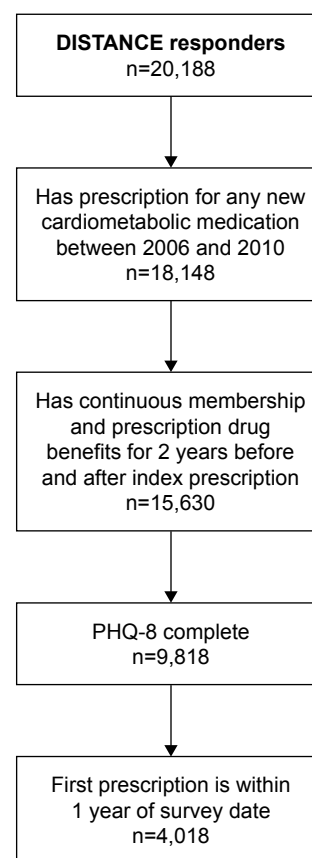 DISTANCE responders
n=20,188
Has prescription for any new
cardiometabolic medication
between 2006 and 2010
n=18,148
Has continuous membership
and prescription drug
benefits for 2 years before
and after index prescription
n=15,630
PHQ-8 complete
n=9,818
First prescription is within
1 year of survey date
n=4,018